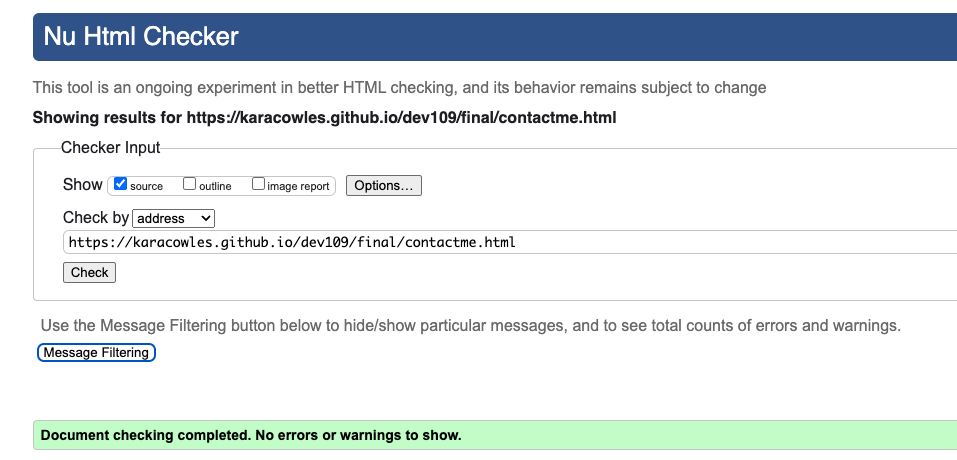 Nu Html Checker
This tool is an ongoing experiment in better HTML checking, and its behavior remains subject to change
Showing results for https://karacowles.github.io/dev109/final/contactme.html
Checker Input
Show source outline image report Options...
Check by address
https://karacowles.github.io/dev109/final/contactme.html
Check
Use the Message Filtering button below to hide/show particular messages, and to see total counts of errors and warnings.
Message Filtering
Document checking completed. No errors or warnings to show.